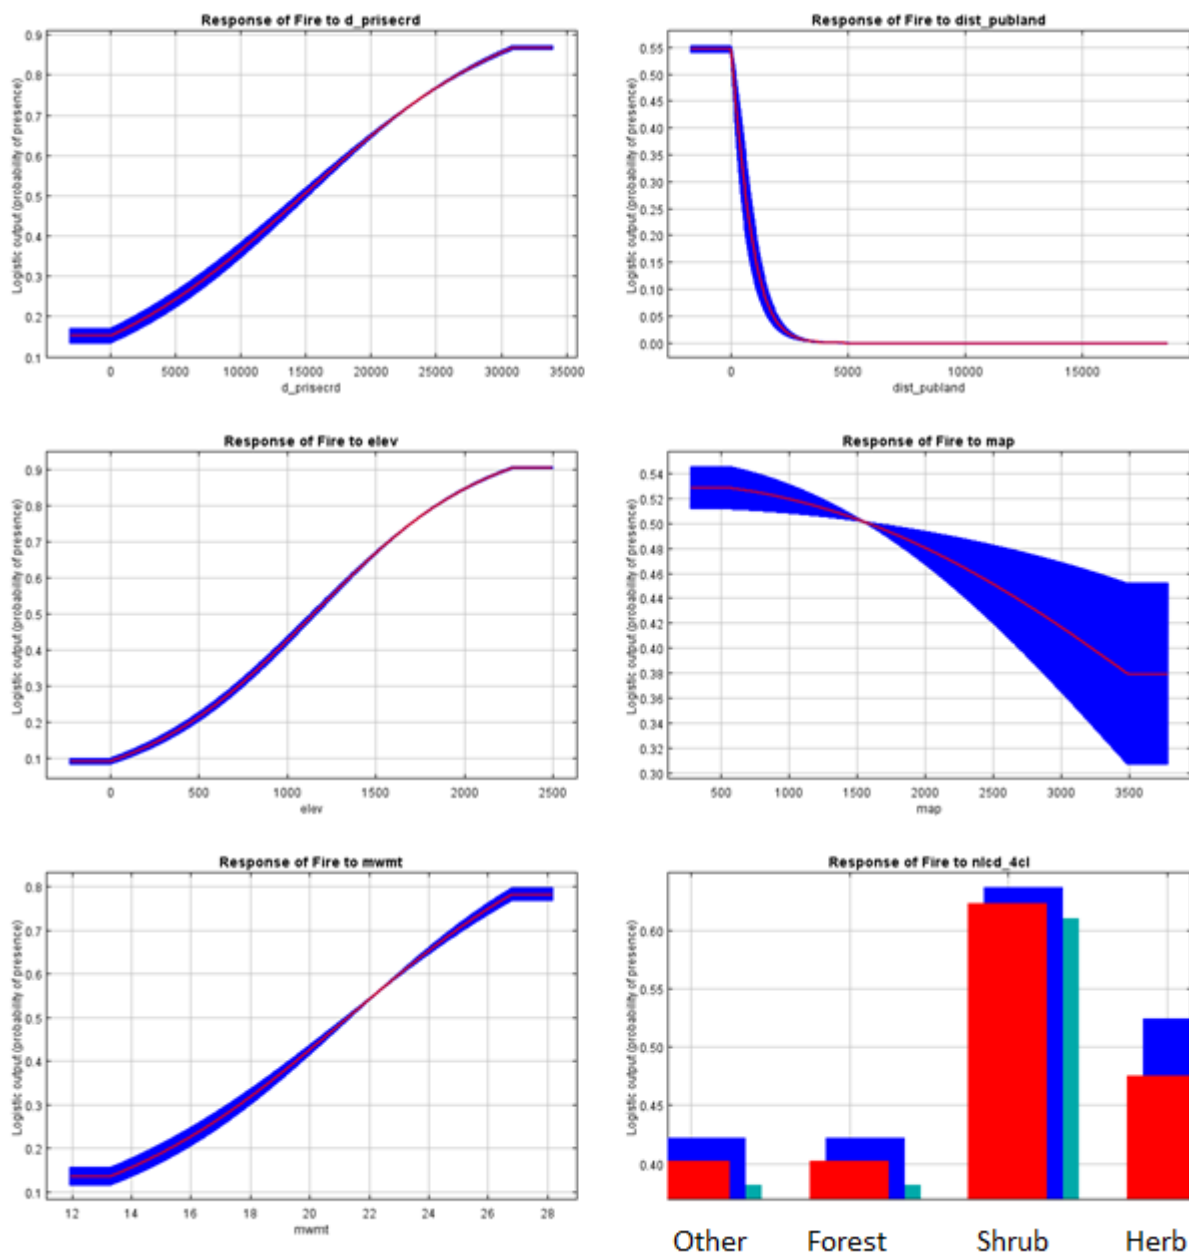 Response of Fire to d_prisecrd
Logistic output (probability of presence)
0.9
0.8
0.7
0.6
0.5
0.4
0.3
0.2
0.1
0 5000 10000 15000 20000 25000 30000 35000
d_prisecrd
Response of Fire to dist_publand
Logistic output (probability of presence)
0.55
0.50
0.45
0.40
0.35
0.30
0.25
0.20
0.15
0.10
0.05
0.00
0 5000 10000 15000
dist_publand
Response of Fire to elev
Logistic output (probability of presence)
0.9
0.8
0.7
0.6
0.5
0.4
0.3
0.2
0.1
0 500 1000 1500 2000 2500
elev
Response of Fire to map
Logistic output (probability of presence)
0.54
0.52
0.50
0.48
0.46
0.44
0.42
0.40
0.38
0.36
0.34
0.32
0.30
500 1000 1500 2000 2500 3000 3500
map
Response of Fire to mwmt
Logistic output (probability of presence)
0.8
0.7
0.6
0.5
0.4
0.3
0.2
0.1
12 14 16 18 20 22 24 26 28
mwmt
Response of Fire to nlcd_4cl
Logistic output (probability of presence)
0.60
0.55
0.50
0.45
0.40
Other Forest Shrub Herb